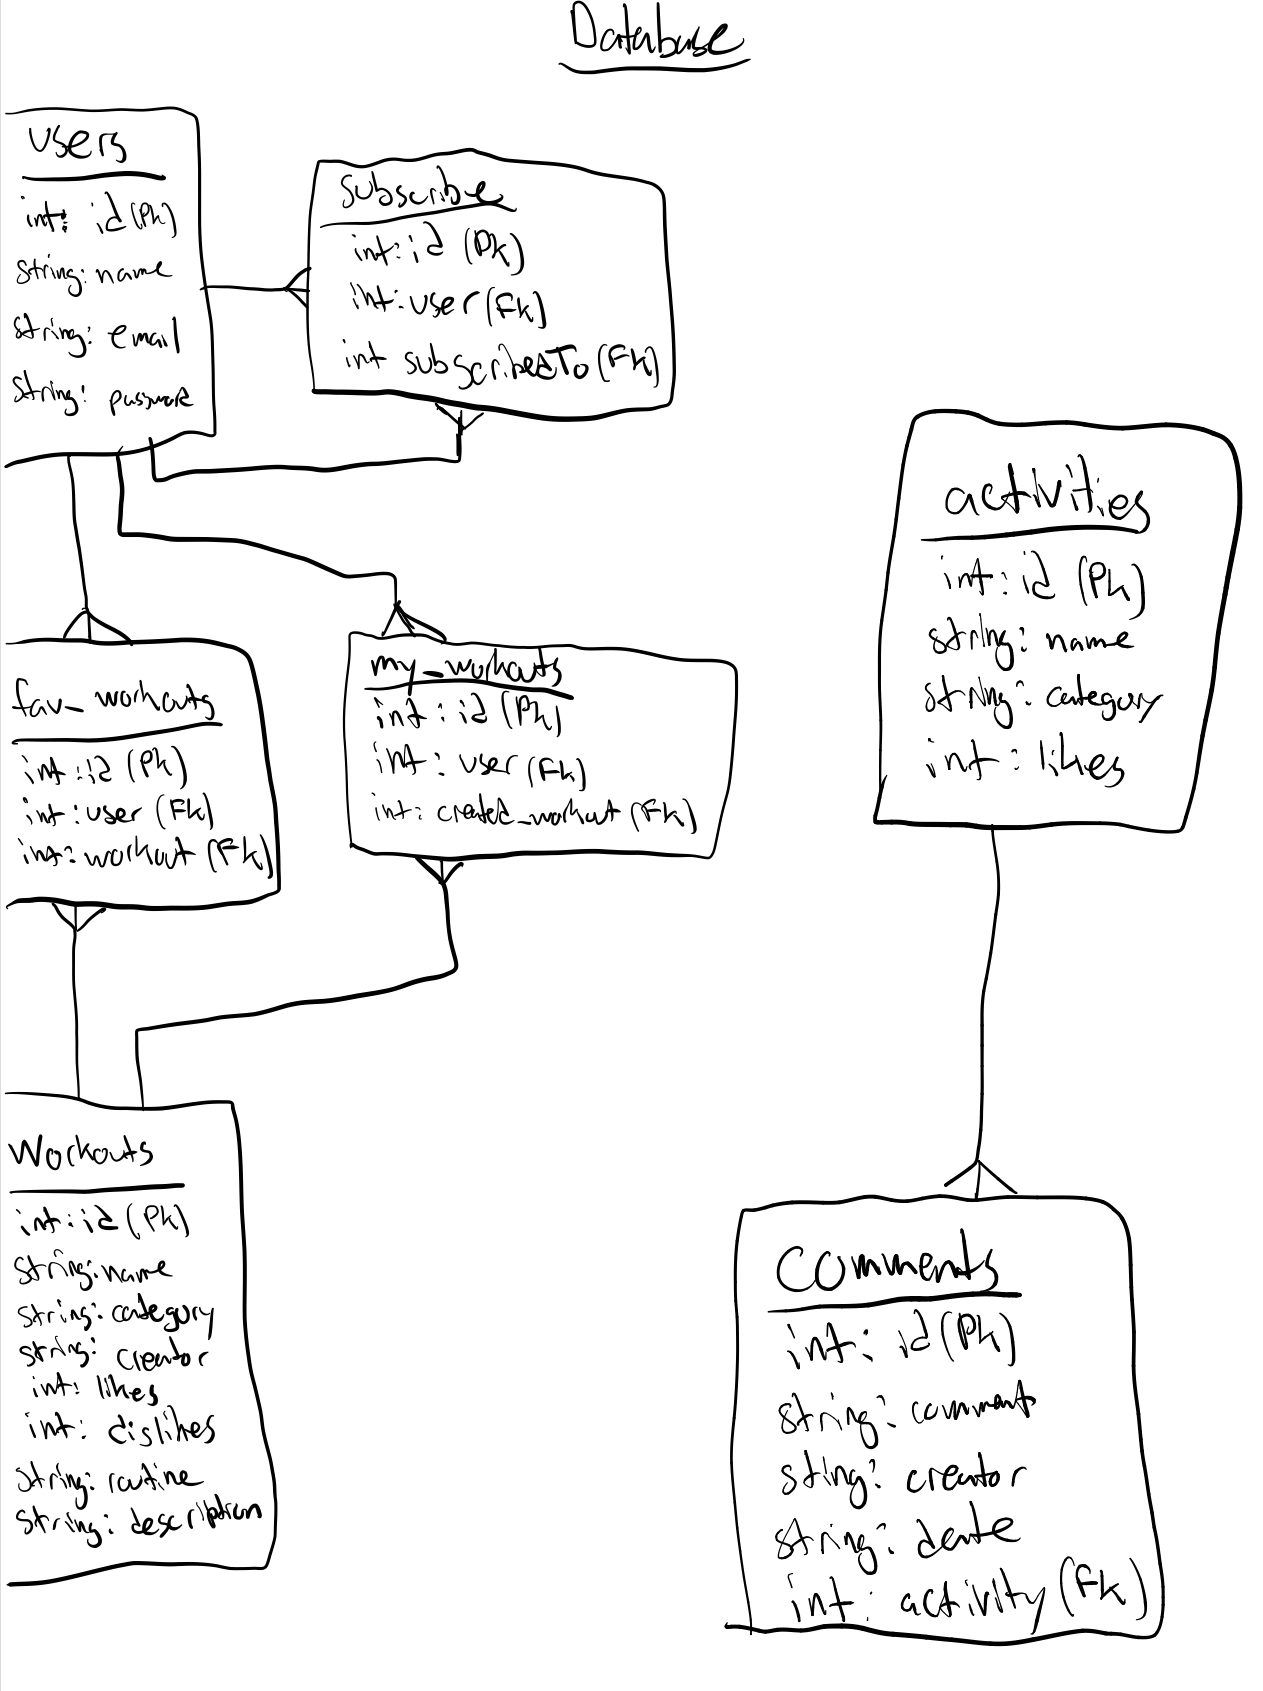 Database
users
int: id (PK)
string: name
string: email
string: password
subscribe
int: id (PK)
int: user (FK)
int subscribedTo (FK)
activities
int: id (PK)
string: name
string: category
int: likes
fav_workouts
int: id (PK)
int: user (FK)
int: workout (FK)
my_workouts
int: id (PK)
int: user (FK)
int: created_workout (FK)
Workouts
int: id (PK)
string: name
string: category
string: creator
int: likes
int: dislikes
string: routine
string: description
comments
int: id (PK)
string: comment
sting: creator
string: date
int: activity (FK)